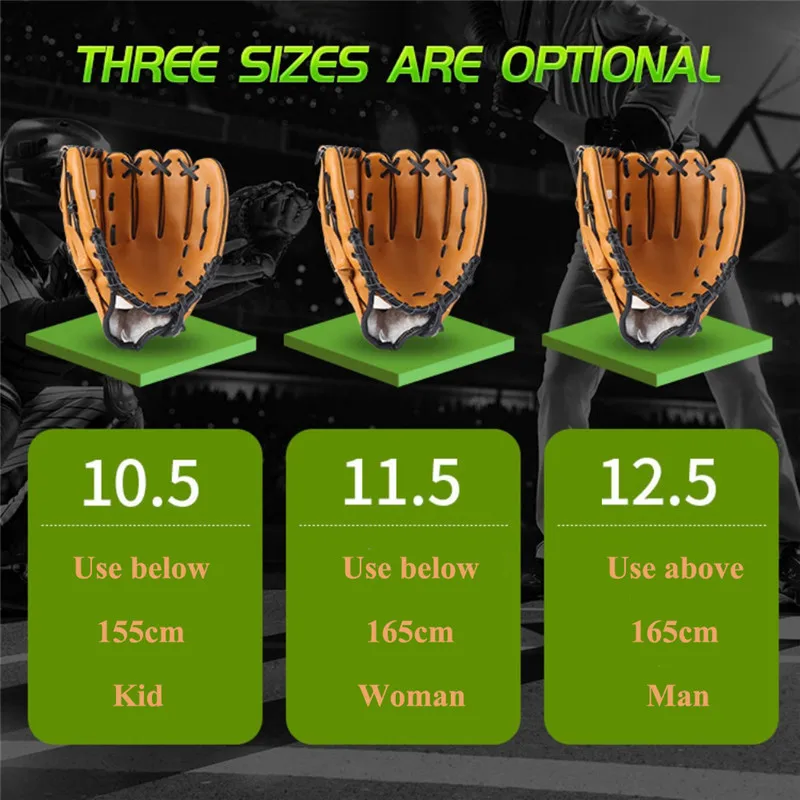 THREE SIZES ARE OPTIONAL
10.5
Use below
155cm
Kid
11.5
Use below
165cm
Woman
12.5
Use above
165cm
Man